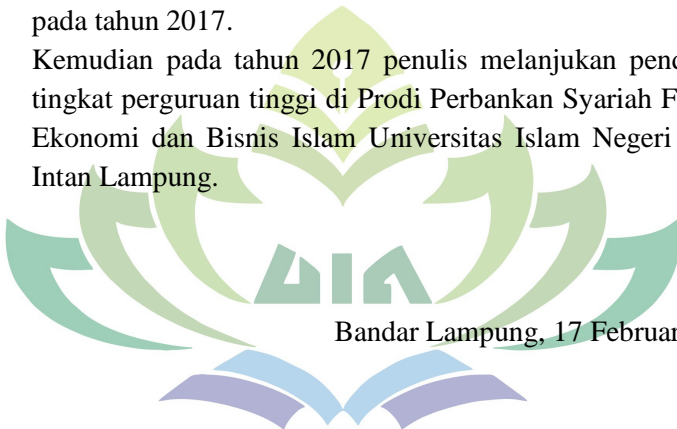 pada tahun 2017.
Kemudian pada tahun 2017 penulis melanjukan
tingkat perguruan tinggi di Prodi Perbankan Syariah
Ekonomi dan Bisnis Islam Universitas Islam Negeri
Intan Lampung.
UIN
Bandar Lampung, 17